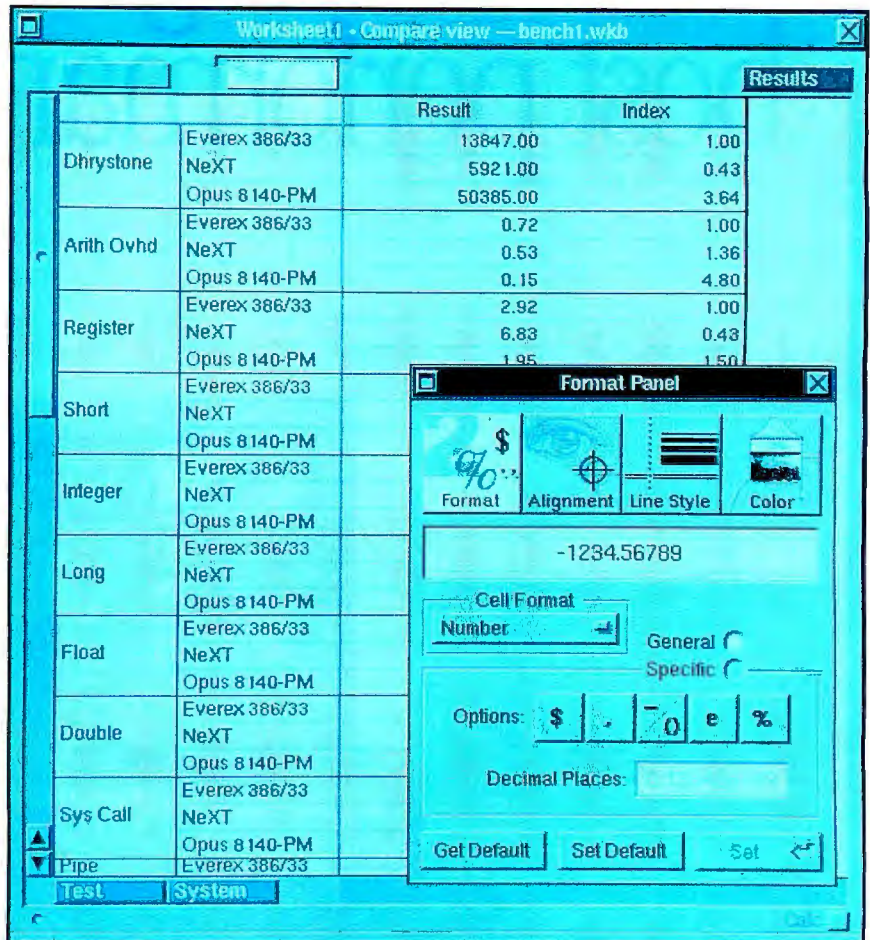 Worksheet1 - Compare view — bench1.wkb
Results
Result Index
Dhrystone
Everex 386/33 13847.00 1.00
NeXT 5921.00 0.43
Opus 8140-PM 50385.00 3.64
Arith Ovhd
Everex 386/33 0.72 1.00
NeXT 0.53 1.36
Opus 8140-PM 0.15 4.80
Register
Everex 386/33 2.92 1.00
NeXT 6.83 0.43
Opus 8140-PM 1.95 1.50
Short
Everex 386/33
NeXT
Opus 8140-PM
Integer
Everex 386/33
NeXT
Opus 8140-PM
Long
Everex 386/33
NeXT
Opus 8140-PM
Float
Everex 386/33
NeXT
Opus 8140-PM
Double
Everex 386/33
NeXT
Opus 8140-PM
Sys Call
Everex 386/33
NeXT
Opus 8140-PM
Pipe Everex 386/33
Test System
Calc
Format Panel
$ %
Format Alignment Line Style Color
-1234.56789
Cell Format
Number
General
Specific
Options: $ , -() e %
Decimal Places:
Get Default Set Default Set